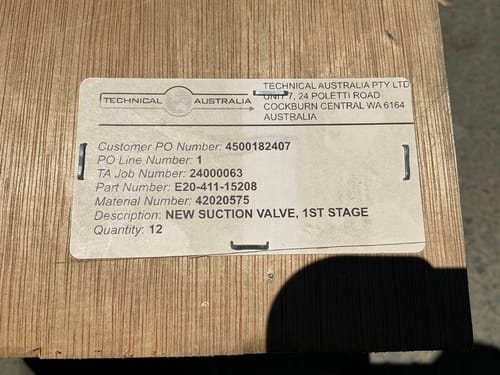 TECHNICAL AUSTRALIA
TECHNICAL AUSTRALIA PTY LTD
UNIT 7, 24 POLETTI ROAD
COCKBURN CENTRAL WA 6164
AUSTRALIA
Customer PO Number: 4500182407
PO Line Number: 1
TA Job Number: 24000063
Part Number: E20-411-15208
Material Number: 42020575
Description: NEW SUCTION VALVE, 1ST STAGE
Quantity: 12